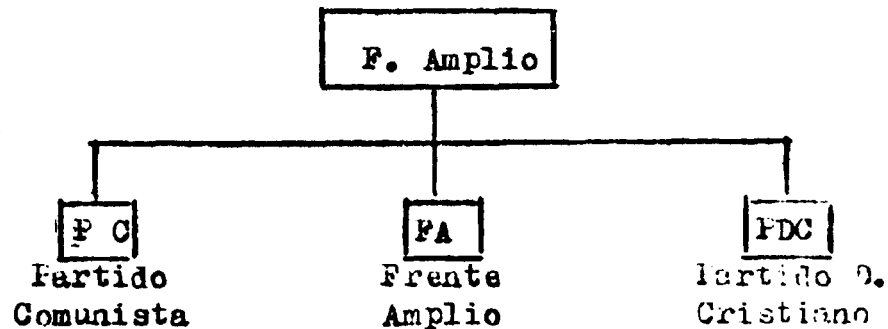 F. Amplio
P C
FA
PDC
Partido
Comunista
Frente
Amplio
Partido D.
Cristiano